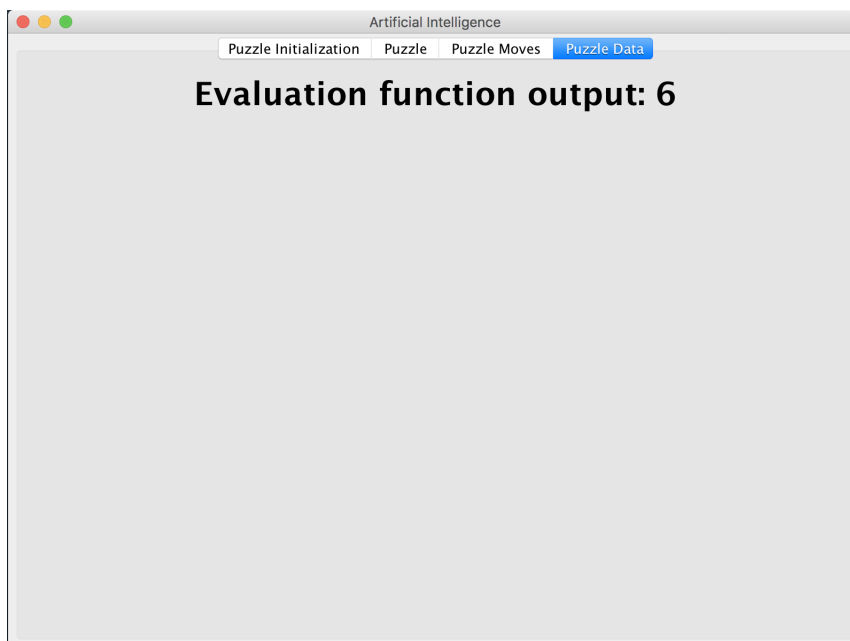 Artificial Intelligence
Puzzle Initialization Puzzle Puzzle Moves Puzzle Data
Evaluation function output: 6